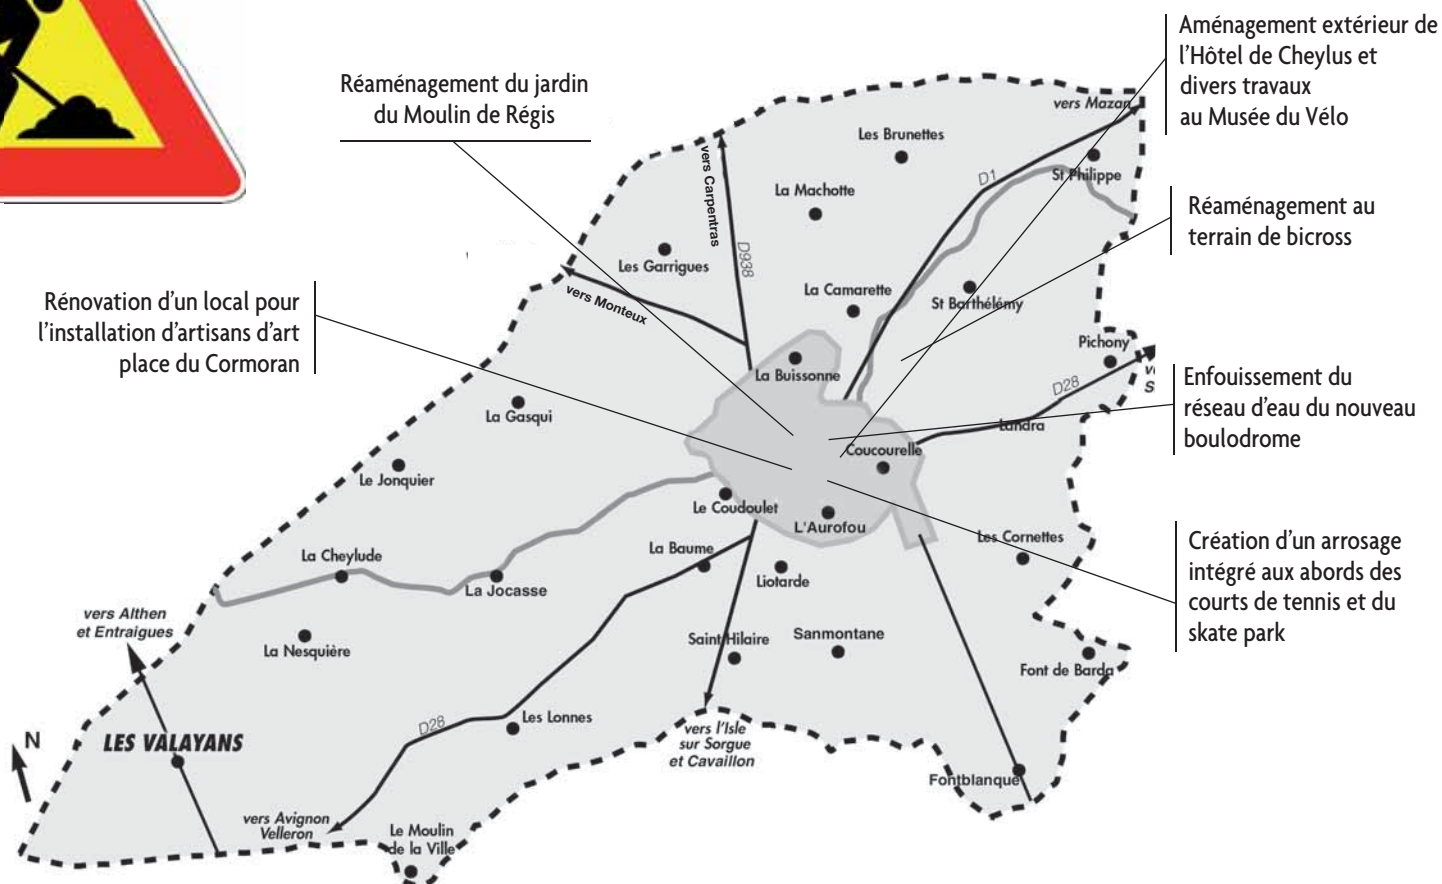 Aménagement extérieur de
l'Hôtel de Cheylus et
divers travaux
au Musée du Vélo
Réaménagement du jardin
du Moulin de Régis
vers Mazan
Les Brunettes
D1
St Philippe
vers Carpentras
La Machotte
Réaménagement au
terrain de bicross
D938
Les Garrigues
vers Monteux
La Camarette
St Barthélémy
Rénovation d'un local pour
l'installation d'artisans d'art
place du Cormoran
Pichony
La Buissonne
D28
Enfouissement du
réseau d'eau du nouveau
boulodrome
La Gasqui
Landra
Coucourelle
Le Jonquier
Le Coudoulet
L'Aurofou
Les Cornettes
Création d'un arrosage
intégré aux abords des
courts de tennis et du
skate park
La Cheylude
La Baume
Liotarde
La Jocasse
vers Althen
et Entraigues
La Nesquière
Saint Hilaire
Sanmontane
Font de Barda
D28
Les Lonnes
N
LES VALAYANS
vers l'Isle
sur Sorgue
et Cavaillon
Fontblanque
vers Avignon
Velleron
Le Moulin
de la Ville